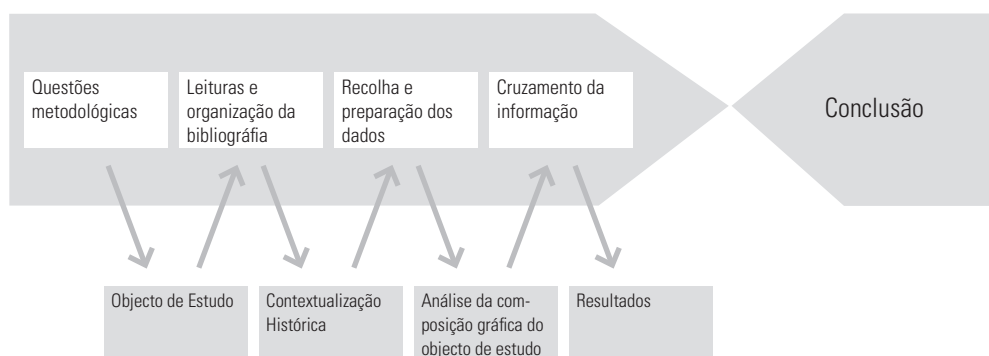 Questões
metodológicas
Leituras e
organização da
bibliográfia
Recolha e
preparação dos
dados
Cruzamento da
informação
Conclusão
Objecto de Estudo
Contextualização
Histórica
Análise da com-
posição gráfica do
objecto de estudo
Resultados